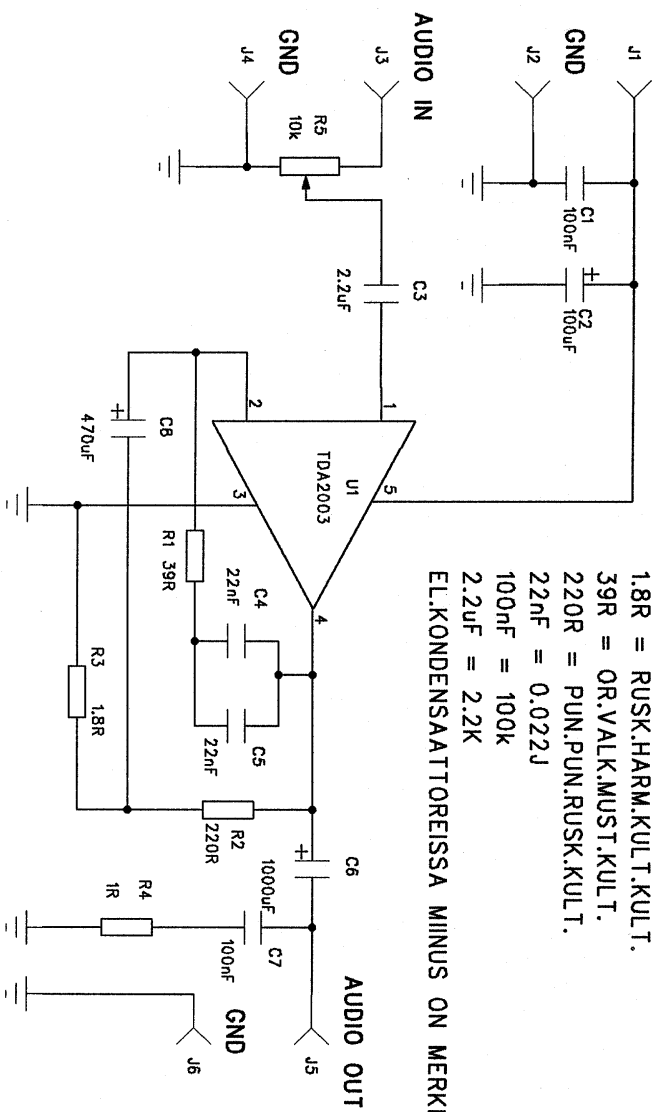 J1
GND
J2
AUDIO IN
J3
GND
J4
R5
10k
C1
100nF
C2
100uF
C3
2.2uF
1
2
3
4
5
U1
TDA2003
C8
470uF
R1 39R
C4
22nF
C5
22nF
R3
1.8R
R2
220R
C6
1000uF
C7
100nF
R4
1R
AUDIO OUT
J5
GND
J6
1.8R = RUSK.HARM.KULT.KULT.
39R = OR.VALK.MUST.KULT.
220R = PUN.PUN.RUSK.KULT.
22nF = 0.022J
100nF = 100k
2.2uF = 2.2K
EL.KONDENSAATTOREISSA MIINUS ON